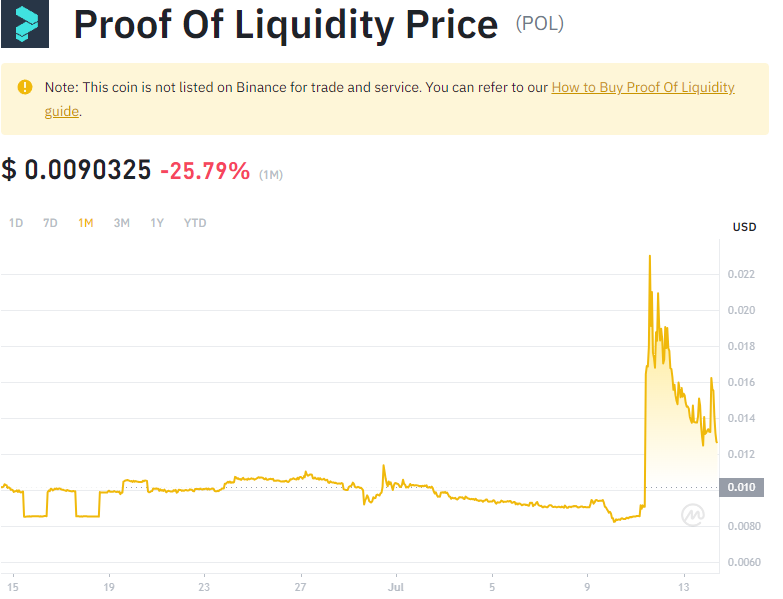 Proof Of Liquidity Price (POL)
Note: This coin is not listed on Binance for trade and service. You can refer to our How to Buy Proof Of Liquidity
guide.
$ 0.0090325 -25.79% (1M)
1D 7D 1M 3M 1Y YTD
USD
0.022
0.020
0.018
0.016
0.014
0.012
0.010
0.0080
0.0060
15 19 23 27 Jul 5 9 13